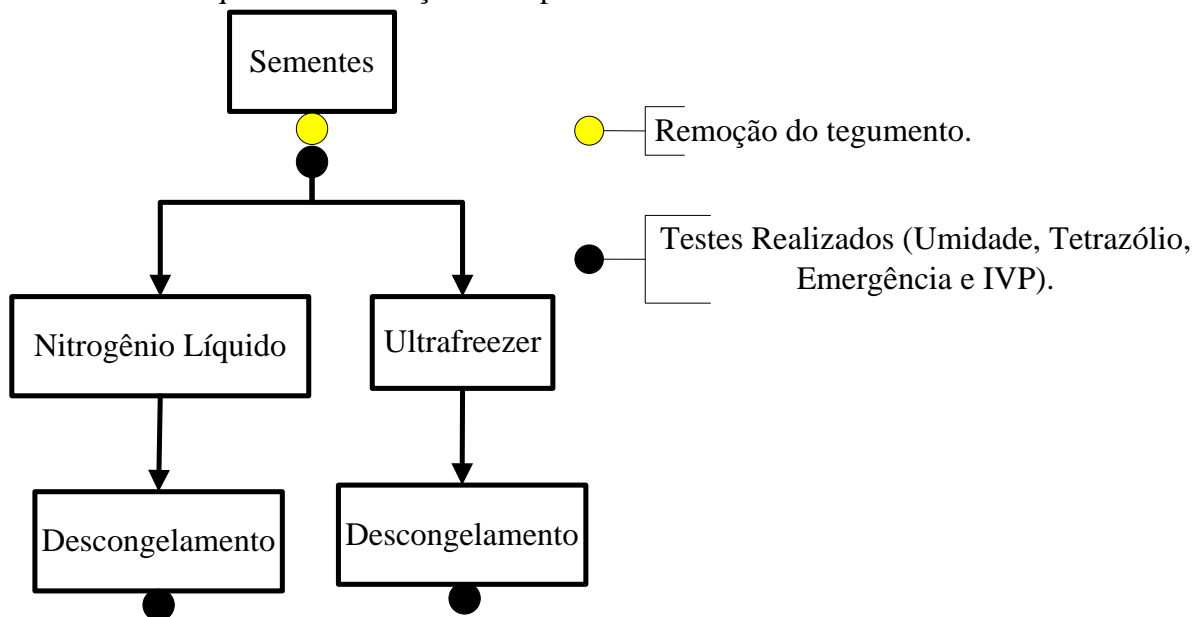 Sementes
Remoção do tegumento.
Testes Realizados (Umidade, Tetrazólio,
Emergência e IVP).
Nitrogênio Líquido
Ultrafreezer
Descongelamento
Descongelamento